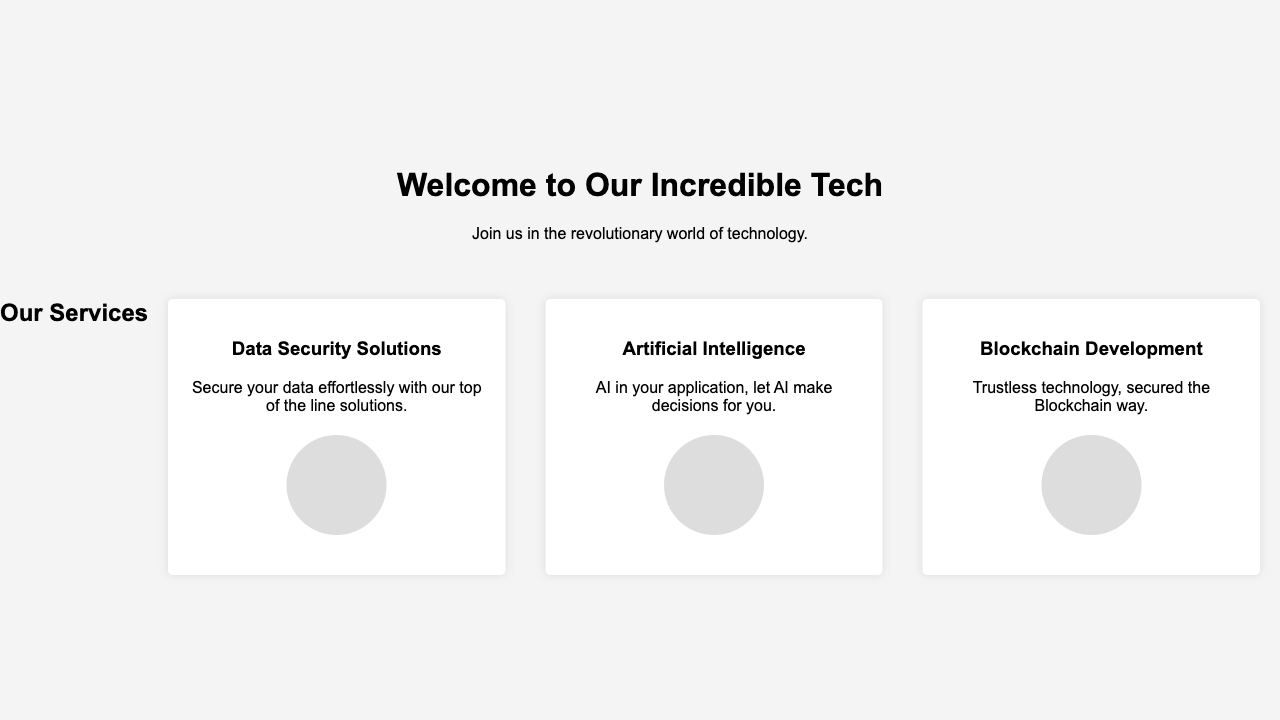 Welcome to Our Incredible Tech
Join us in the revolutionary world of technology.
Our Services
Data Security Solutions
Secure your data effortlessly with our top
of the line solutions.
Artificial Intelligence
AI in your application, let AI make
decisions for you.
Blockchain Development
Trustless technology, secured the
Blockchain way.